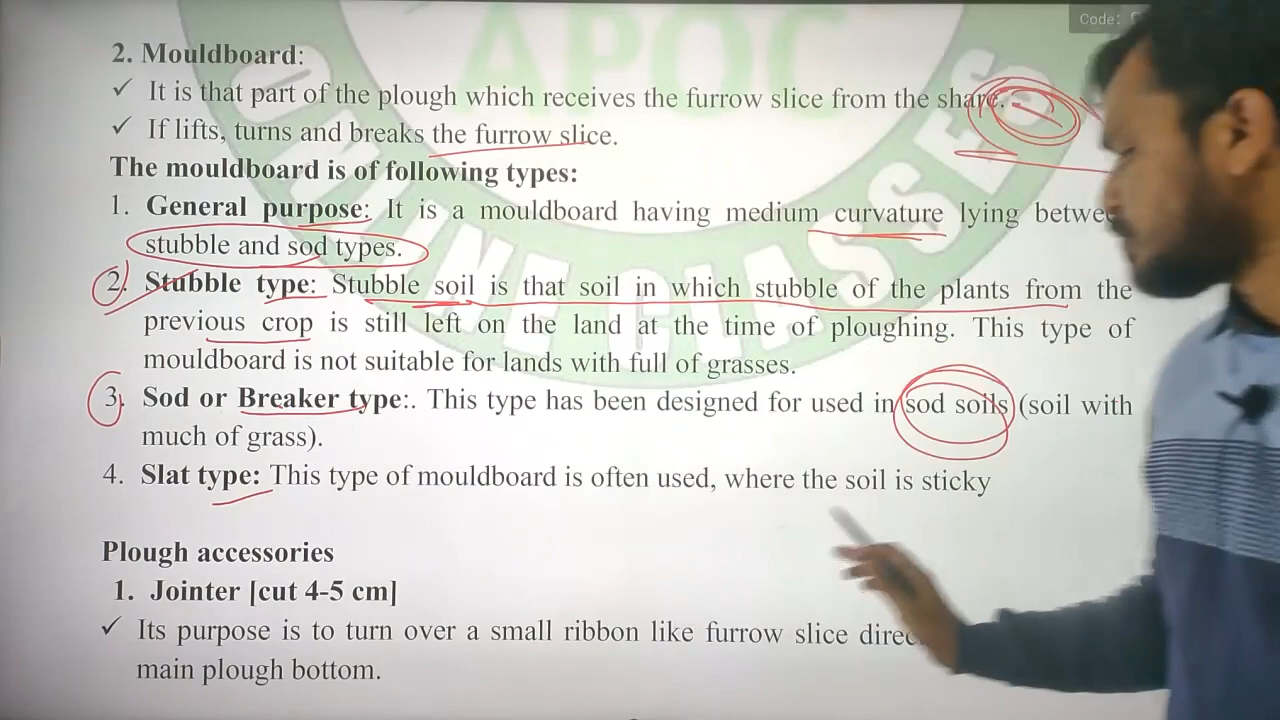 Code:
APOC
ONLINE CLASSES
2. Mouldboard:
✓ It is that part of the plough which receives the furrow slice from the share.
✓ If lifts, turns and breaks the furrow slice.
The mouldboard is of following types:
1. General purpose: It is a mouldboard having medium curvature lying between
stubble and sod types.
2. Stubble type: Stubble soil is that soil in which stubble of the plants from the
previous crop is still left on the land at the time of ploughing. This type of
mouldboard is not suitable for lands with full of grasses.
3. Sod or Breaker type:. This type has been designed for used in sod soils (soil with
much of grass).
4. Slat type: This type of mouldboard is often used, where the soil is sticky
Plough accessories
1. Jointer [cut 4-5 cm]
✓ Its purpose is to turn over a small ribbon like furrow slice
main plough bottom.